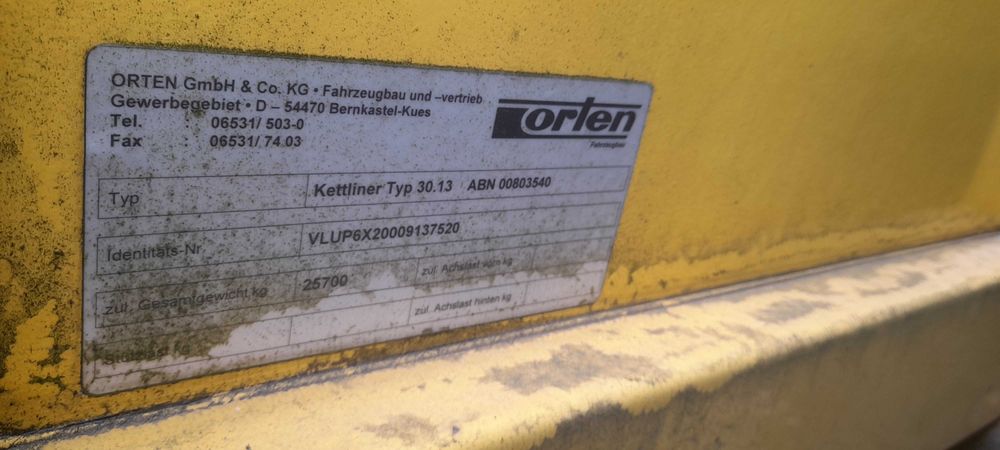 ORTEN GmbH & Co. KG • Fahrzeugbau und –vertrieb
Gewerbegebiet • D – 54470 Bernkastel-Kues
Tel. : 06531/ 503-0
Fax : 06531/ 74 03
orten
Fahrzeugbau
Typ Kettliner Typ 30.13 ABN 00803540
Identitäts-Nr. VLUP6X20009137520
zul. Gesamtgewicht kg 25700 zul. Achslast vorn kg
Stützlast kg zul. Achslast hinten kg